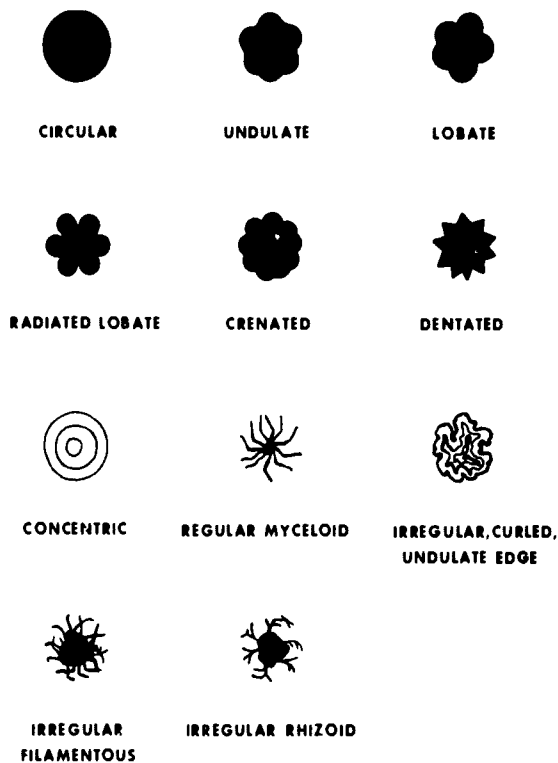 CIRCULAR
UNDULATE
LOBATE
RADIATED LOBATE
CRENATED
DENTATED
CONCENTRIC
REGULAR MYCELOID
IRREGULAR, CURLED,
UNDULATE EDGE
IRREGULAR
FILAMENTOUS
IRREGULAR RHIZOID